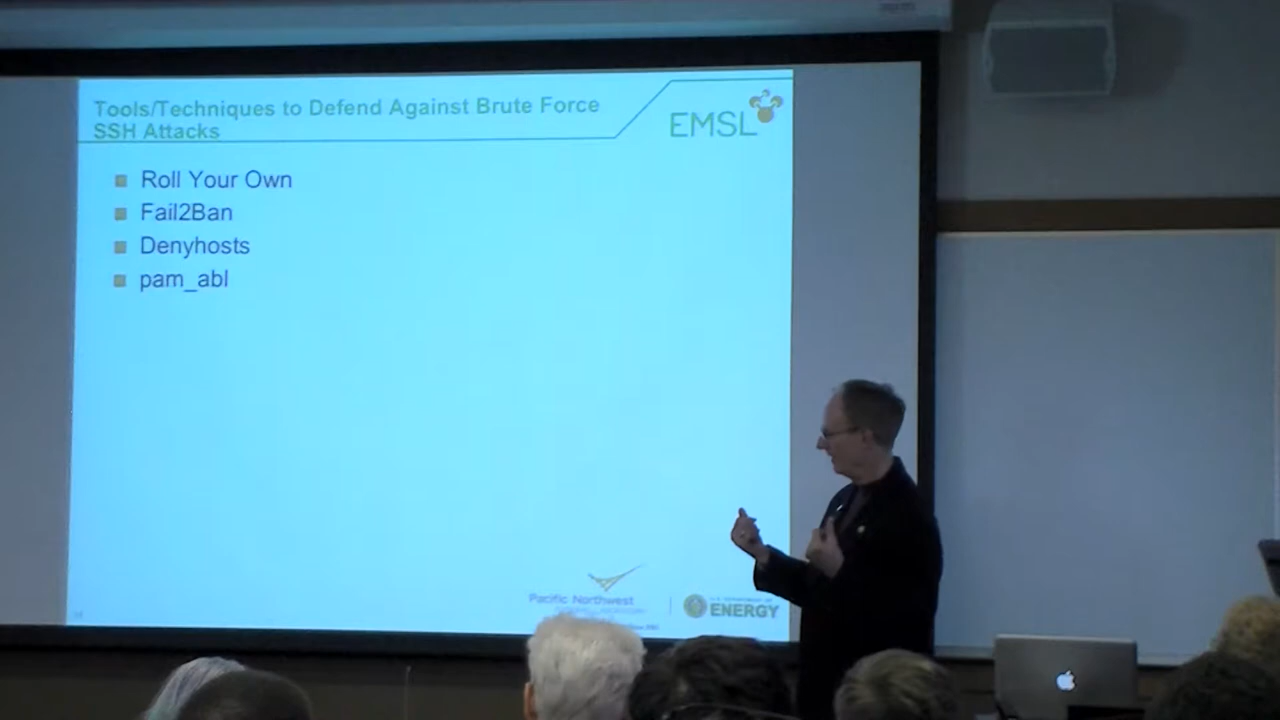 Tools/Techniques to Defend Against Brute Force
SSH Attacks
EMSL
Roll Your Own
Fail2Ban
Denyhosts
pam_abl
Pacific Northwest
ENERGY